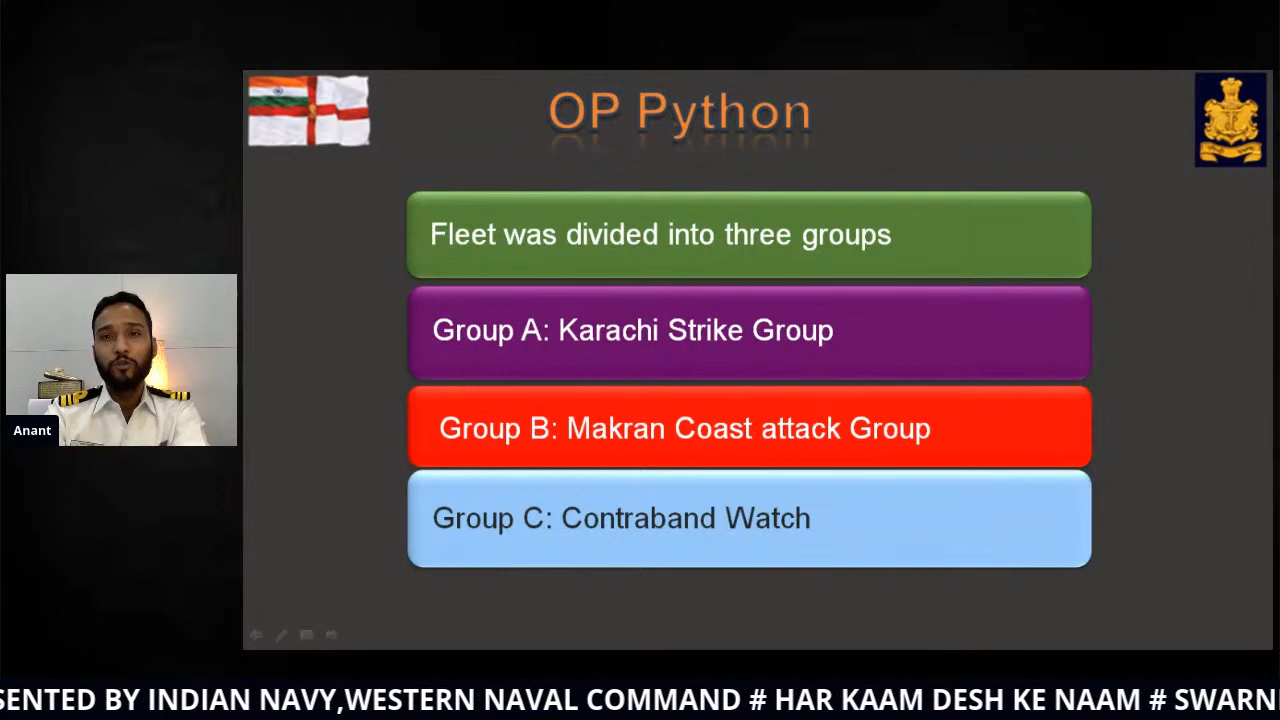 OP Python
Fleet was divided into three groups
Group A: Karachi Strike Group
Group B: Makran Coast attack Group
Group C: Contraband Watch
Anant
SENTED BY INDIAN NAVY,WESTERN NAVAL COMMAND # HAR KAAM DESH KE NAAM # SWARN